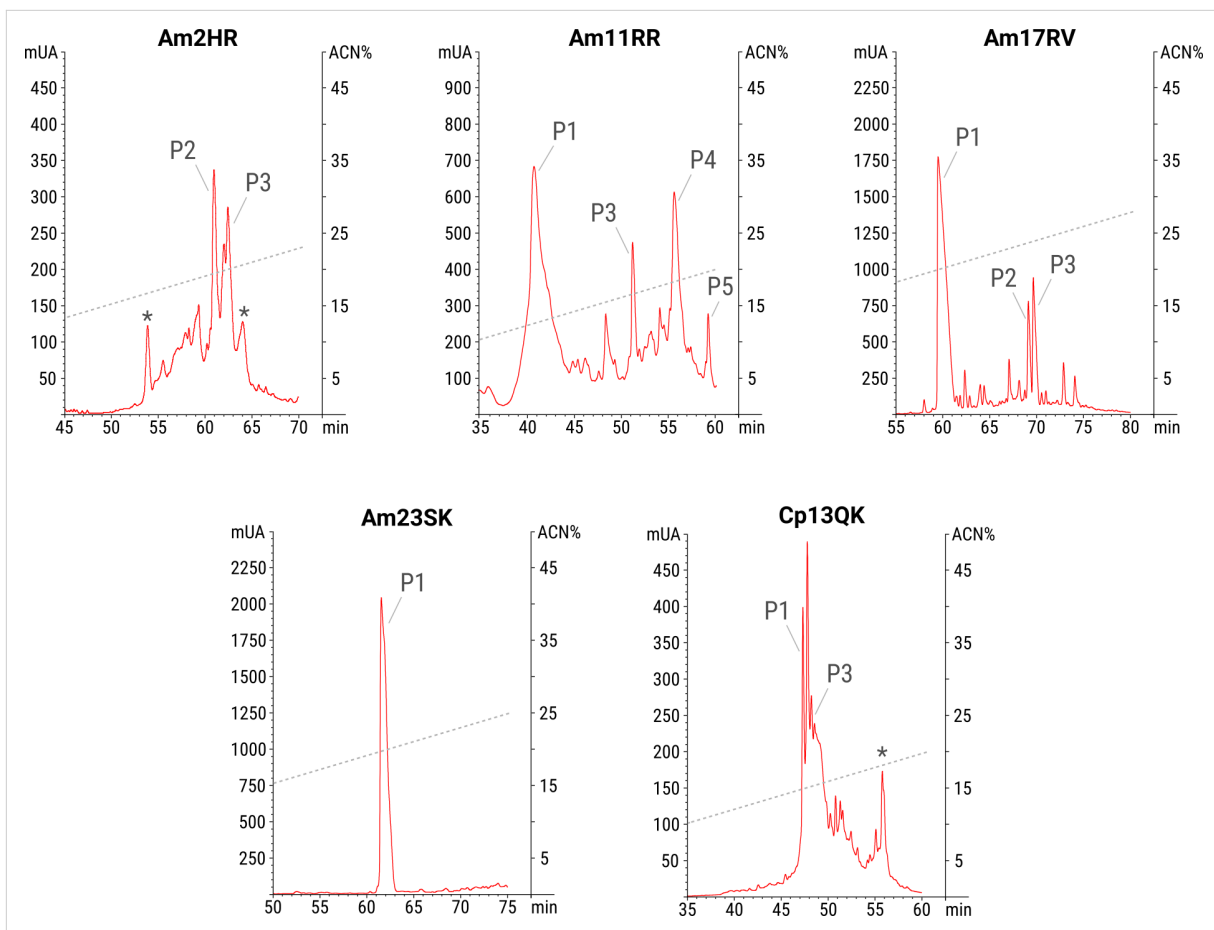 Am2HR
mUA
ACN%
450
400
350
300
250
200
150
100
50
45
35
25
15
5
P2
P3
*
*
45 50 55 60 65 70 min
Am11RR
mUA
ACN%
900
800
700
600
500
400
300
200
100
45
35
25
15
5
P1
P3
P4
P5
35 40 45 50 55 60 min
Am17RV
mUA
ACN%
2250
2000
1750
1500
1250
1000
750
500
250
45
35
25
15
5
P1
P2
P3
55 60 65 70 75 80 min
Am23SK
mUA
ACN%
2250
2000
1750
1500
1250
1000
750
500
250
45
35
25
15
5
P1
50 55 60 65 70 75 min
Cp13QK
mUA
ACN%
450
400
350
300
250
200
150
100
50
45
35
25
15
5
P1
P3
*
35 40 50 55 60 min